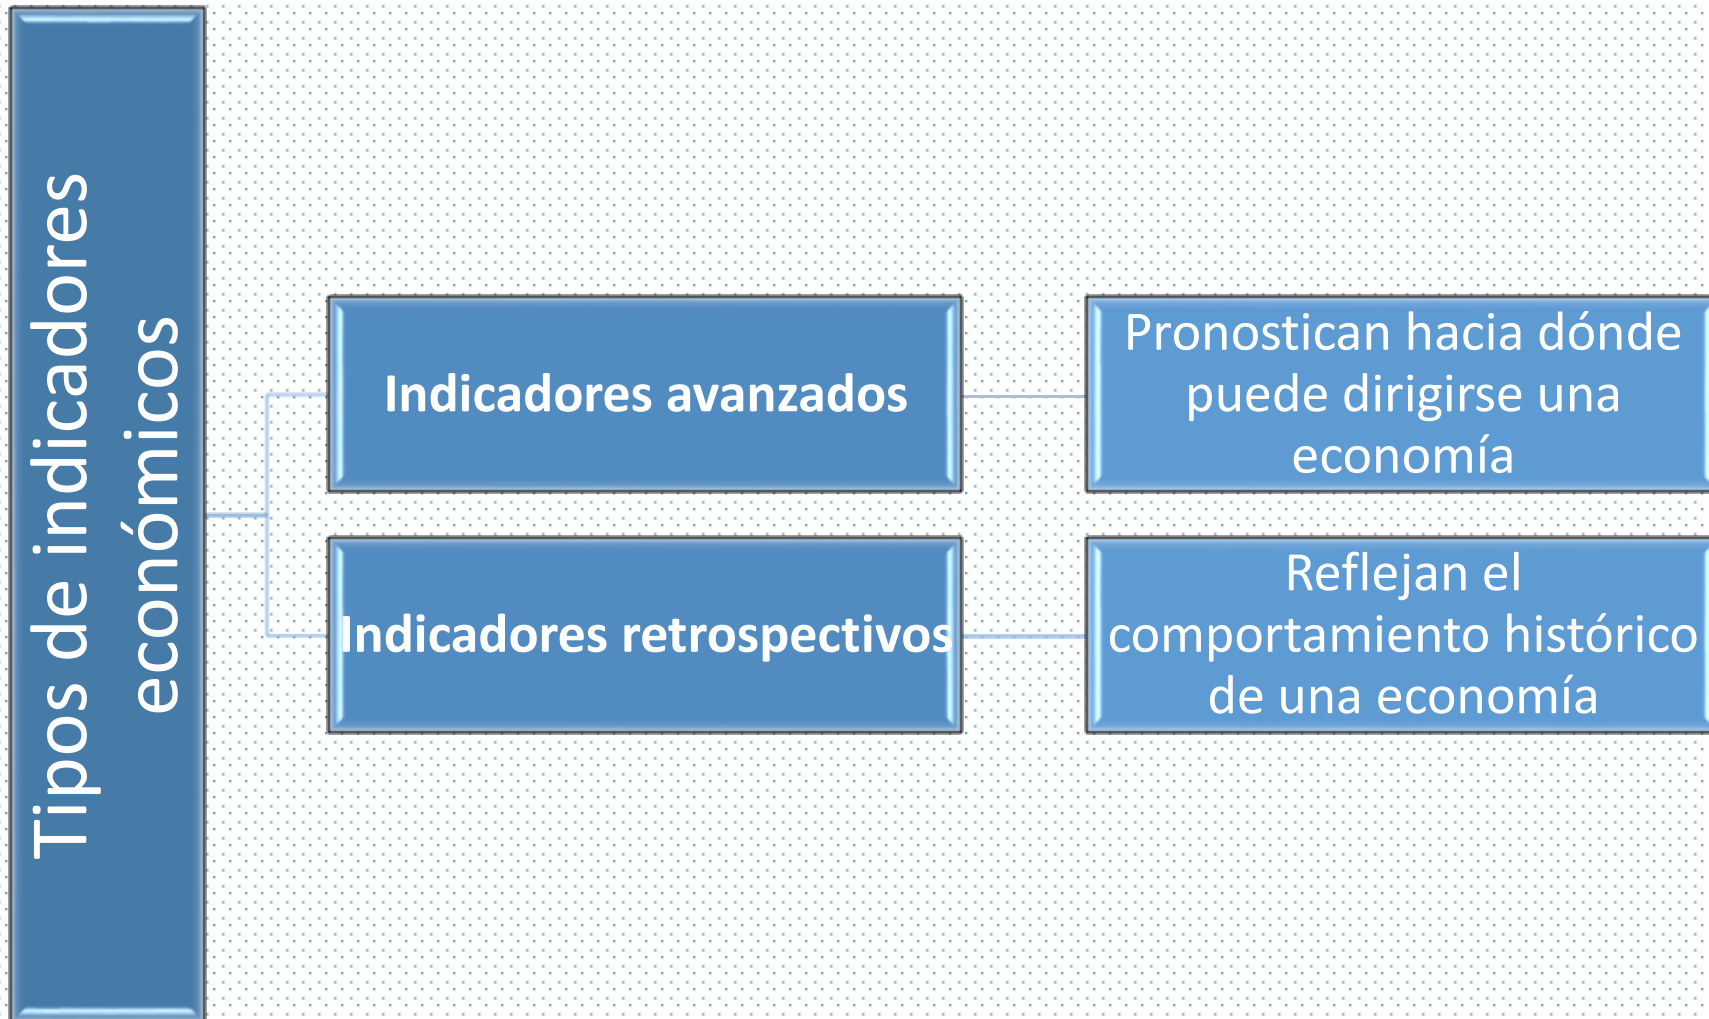 Tipos de indicadores
económicos
Indicadores avanzados
Pronostican hacia dónde
puede dirigirse una
economía
Indicadores retrospectivos
Reflejan el
comportamiento histórico
de una economía